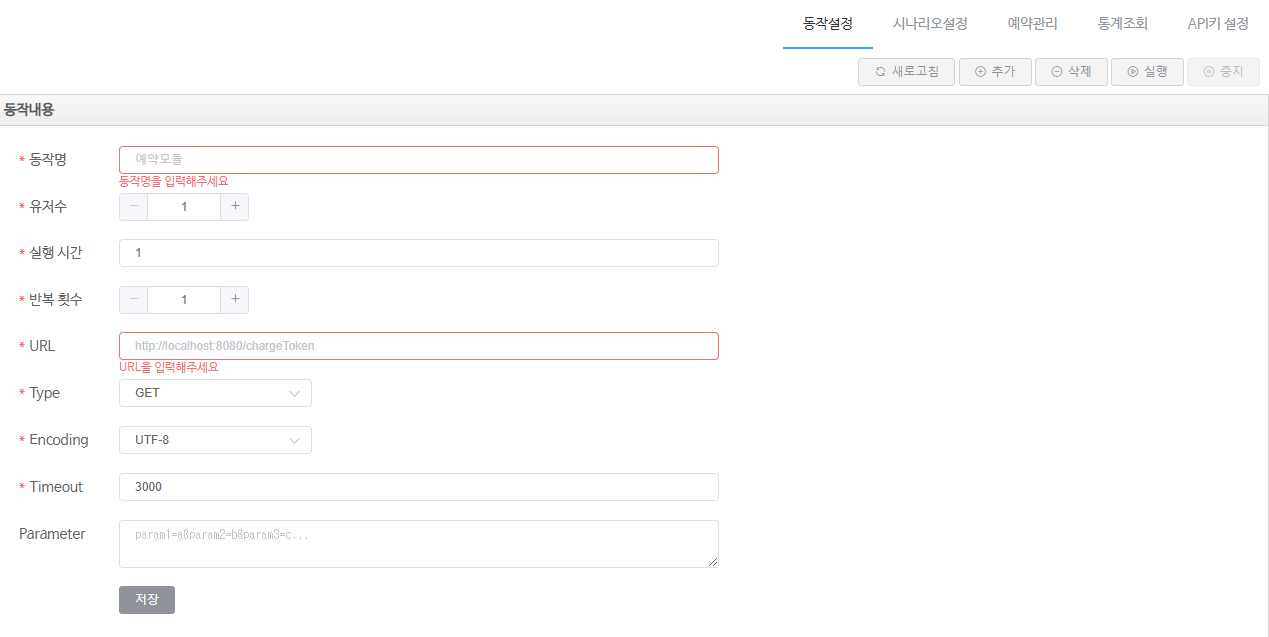 동작설정 시나리오설정 예약관리 통계조회 API키 설정
새로고침 추가 삭제 실행 중지
동작내용
* 동작명 예약모듈
동작명을 입력해주세요
* 유저수 − 1 +
* 실행 시간 1
* 반복 횟수 − 1 +
* URL http://localhost:8080/chargeToken
URL을 입력해주세요
* Type GET
* Encoding UTF-8
* Timeout 3000
Parameter param1=a&param2=b&param3=c...
저장